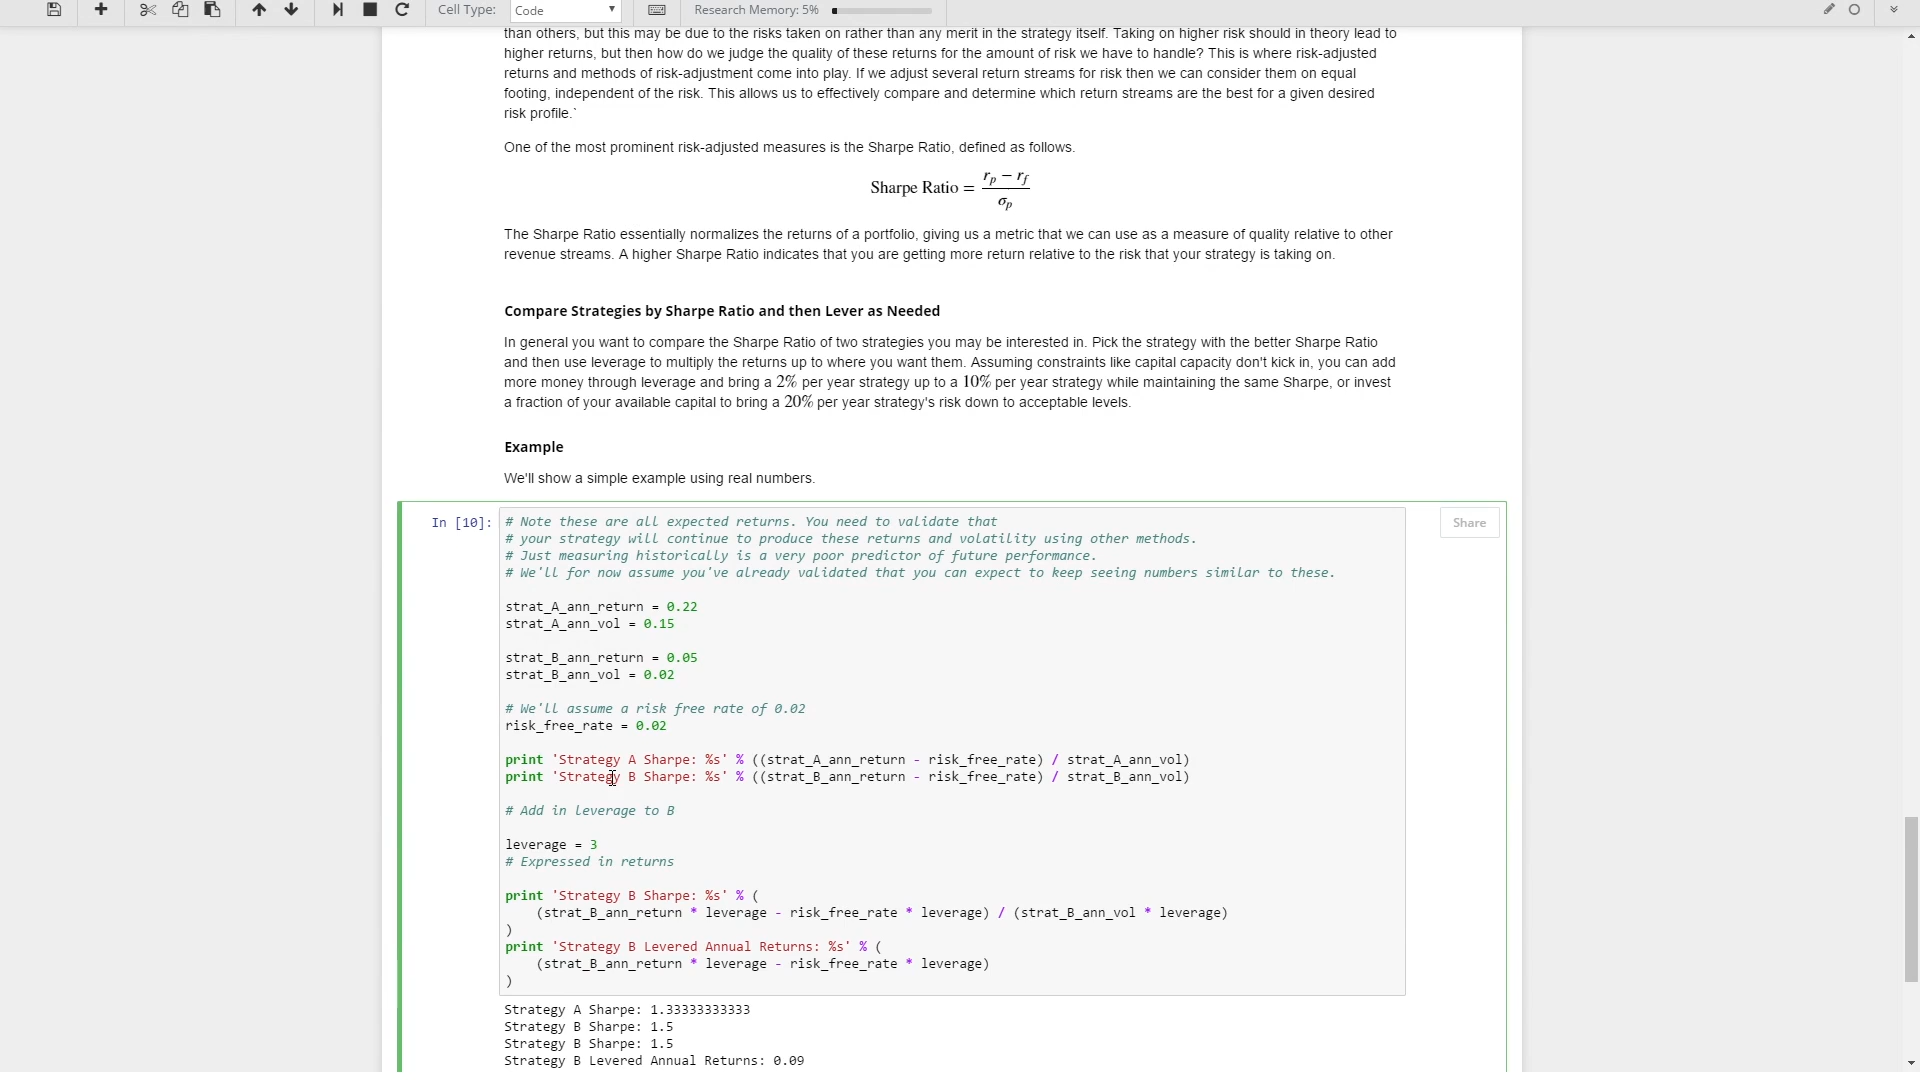 Cell Type: Code Research Memory: 5%
than others, but this may be due to the risks taken on rather than any merit in the strategy itself. Taking on higher risk should in theory lead to
higher returns, but then how do we judge the quality of these returns for the amount of risk we have to handle? This is where risk-adjusted
returns and methods of risk-adjustment come into play. If we adjust several return streams for risk then we can consider them on equal
footing, independent of the risk. This allows us to effectively compare and determine which return streams are the best for a given desired
risk profile.`
One of the most prominent risk-adjusted measures is the Sharpe Ratio, defined as follows.
Sharpe Ratio = (r_p − r_f) / σ_p
The Sharpe Ratio essentially normalizes the returns of a portfolio, giving us a metric that we can use as a measure of quality relative to other
revenue streams. A higher Sharpe Ratio indicates that you are getting more return relative to the risk that your strategy is taking on.
Compare Strategies by Sharpe Ratio and then Lever as Needed
In general you want to compare the Sharpe Ratio of two strategies you may be interested in. Pick the strategy with the better Sharpe Ratio
and then use leverage to multiply the returns up to where you want them. Assuming constraints like capital capacity don't kick in, you can add
more money through leverage and bring a 2% per year strategy up to a 10% per year strategy while maintaining the same Sharpe, or invest
a fraction of your available capital to bring a 20% per year strategy's risk down to acceptable levels.
Example
We'll show a simple example using real numbers.
In [10]: # Note these are all expected returns. You need to validate that
Share
# your strategy will continue to produce these returns and volatility using other methods.
# Just measuring historically is a very poor predictor of future performance.
# We'll for now assume you've already validated that you can expect to keep seeing numbers similar to these.
strat_A_ann_return = 0.22
strat_A_ann_vol = 0.15
strat_B_ann_return = 0.05
strat_B_ann_vol = 0.02
# We'll assume a risk free rate of 0.02
risk_free_rate = 0.02
print 'Strategy A Sharpe: %s' % ((strat_A_ann_return - risk_free_rate) / strat_A_ann_vol)
print 'Strategy B Sharpe: %s' % ((strat_B_ann_return - risk_free_rate) / strat_B_ann_vol)
# Add in leverage to B
leverage = 3
# Expressed in returns
print 'Strategy B Sharpe: %s' % (
(strat_B_ann_return * leverage - risk_free_rate * leverage) / (strat_B_ann_vol * leverage)
)
print 'Strategy B Levered Annual Returns: %s' % (
(strat_B_ann_return * leverage - risk_free_rate * leverage)
)
Strategy A Sharpe: 1.33333333333
Strategy B Sharpe: 1.5
Strategy B Sharpe: 1.5
Strategy B Levered Annual Returns: 0.09